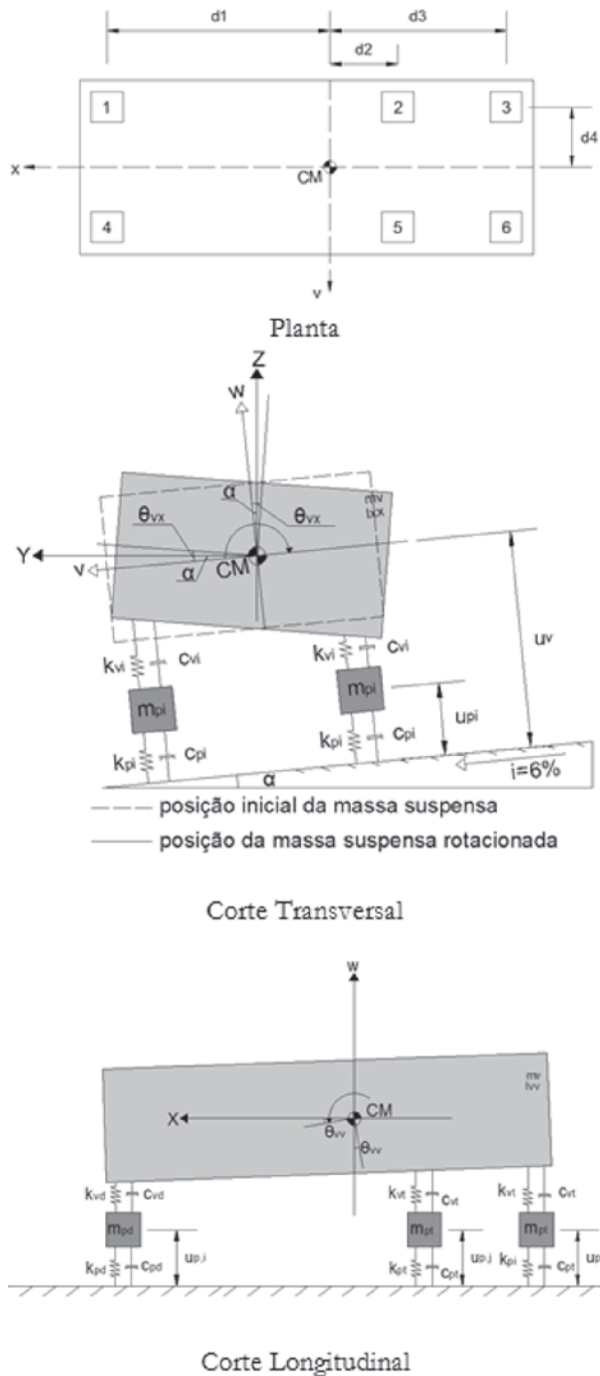 d1
d3
d2
1
2
3
d4
x
CM
4
5
6
v
Planta
Z
w
α
θvx
θvx
mv
Ixx
Y
v
α
CM
kvi
cvi
kvi
cvi
uv
mpi
mpi
upi
kpi
cpi
kpi
cpi
α
i=6%
posição inicial da massa suspensa
posição da massa suspensa rotacionada
Corte Transversal
w
mv
Ivv
X
CM
θvv
θvv
kvd
cvd
kvt
cvt
kvt
cvt
mpd
mpt
mpt
up,i
up,j
up
kpd
cpd
kpt
cpt
kpi
cpt
Corte Longitudinal